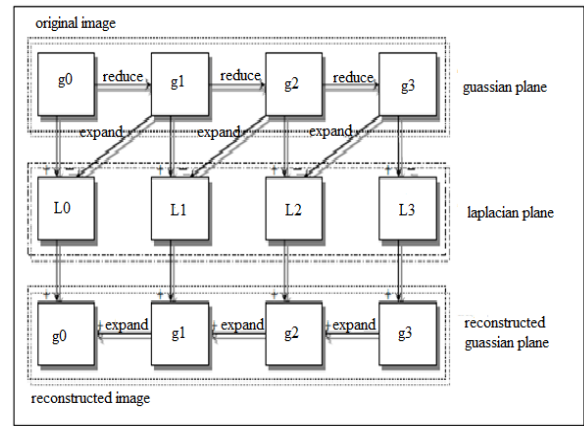 original image
g0 reduce g1 reduce g2 reduce g3
guassian plane
expand expand expand
+ − + − + − + −
L0 L1 L2 L3
laplacian plane
+ + + +
g0 + expand g1 + expand g2 + expand g3
reconstructed
guassian plane
reconstructed image